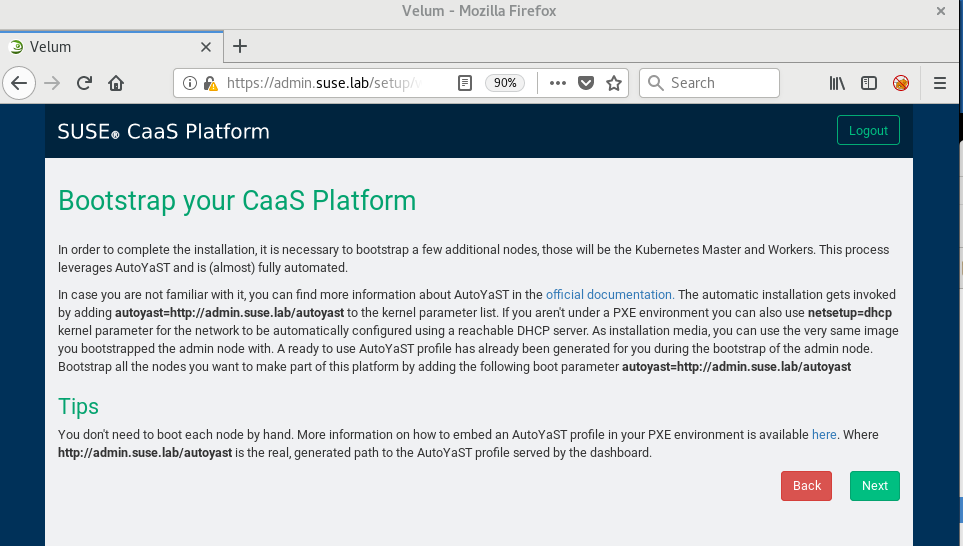 Velum - Mozilla Firefox
Velum
https://admin.suse.lab/setup/
90%
Search
SUSE® CaaS Platform
Logout
Bootstrap your CaaS Platform
In order to complete the installation, it is necessary to bootstrap a few additional nodes, those will be the Kubernetes Master and Workers. This process
leverages AutoYaST and is (almost) fully automated.
In case you are not familiar with it, you can find more information about AutoYaST in the official documentation. The automatic installation gets invoked
by adding autoyast=http://admin.suse.lab/autoyast to the kernel parameter list. If you aren't under a PXE environment you can also use netsetup=dhcp
kernel parameter for the network to be automatically configured using a reachable DHCP server. As installation media, you can use the very same image
you bootstrapped the admin node with. A ready to use AutoYaST profile has already been generated for you during the bootstrap of the admin node.
Bootstrap all the nodes you want to make part of this platform by adding the following boot parameter autoyast=http://admin.suse.lab/autoyast
Tips
You don't need to boot each node by hand. More information on how to embed an AutoYaST profile in your PXE environment is available here. Where
http://admin.suse.lab/autoyast is the real, generated path to the AutoYaST profile served by the dashboard.
Back
Next